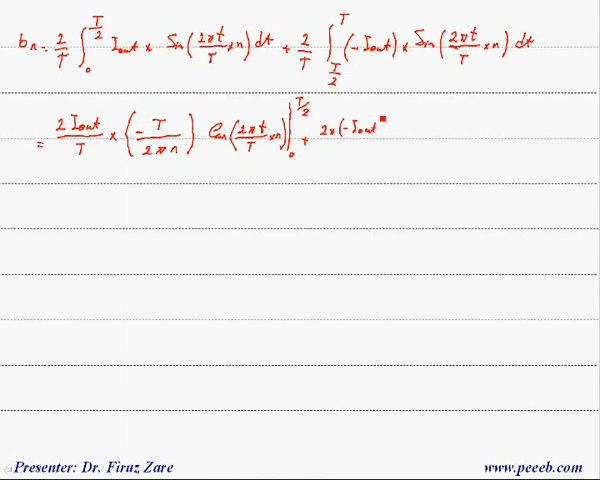 bn = 2/T ∫₀^{T/2} Iout × Sin(2πt/T × n) dt + 2/T ∫_{T/2}^{T} (-Iout) × Sin(2πt/T × n) dt
= 2 Iout/T × {-T/2πn} Cos(2πt/T × n)|₀^{T/2} + 2×(-Iout
Presenter: Dr. Firuz Zare www.peeeb.com